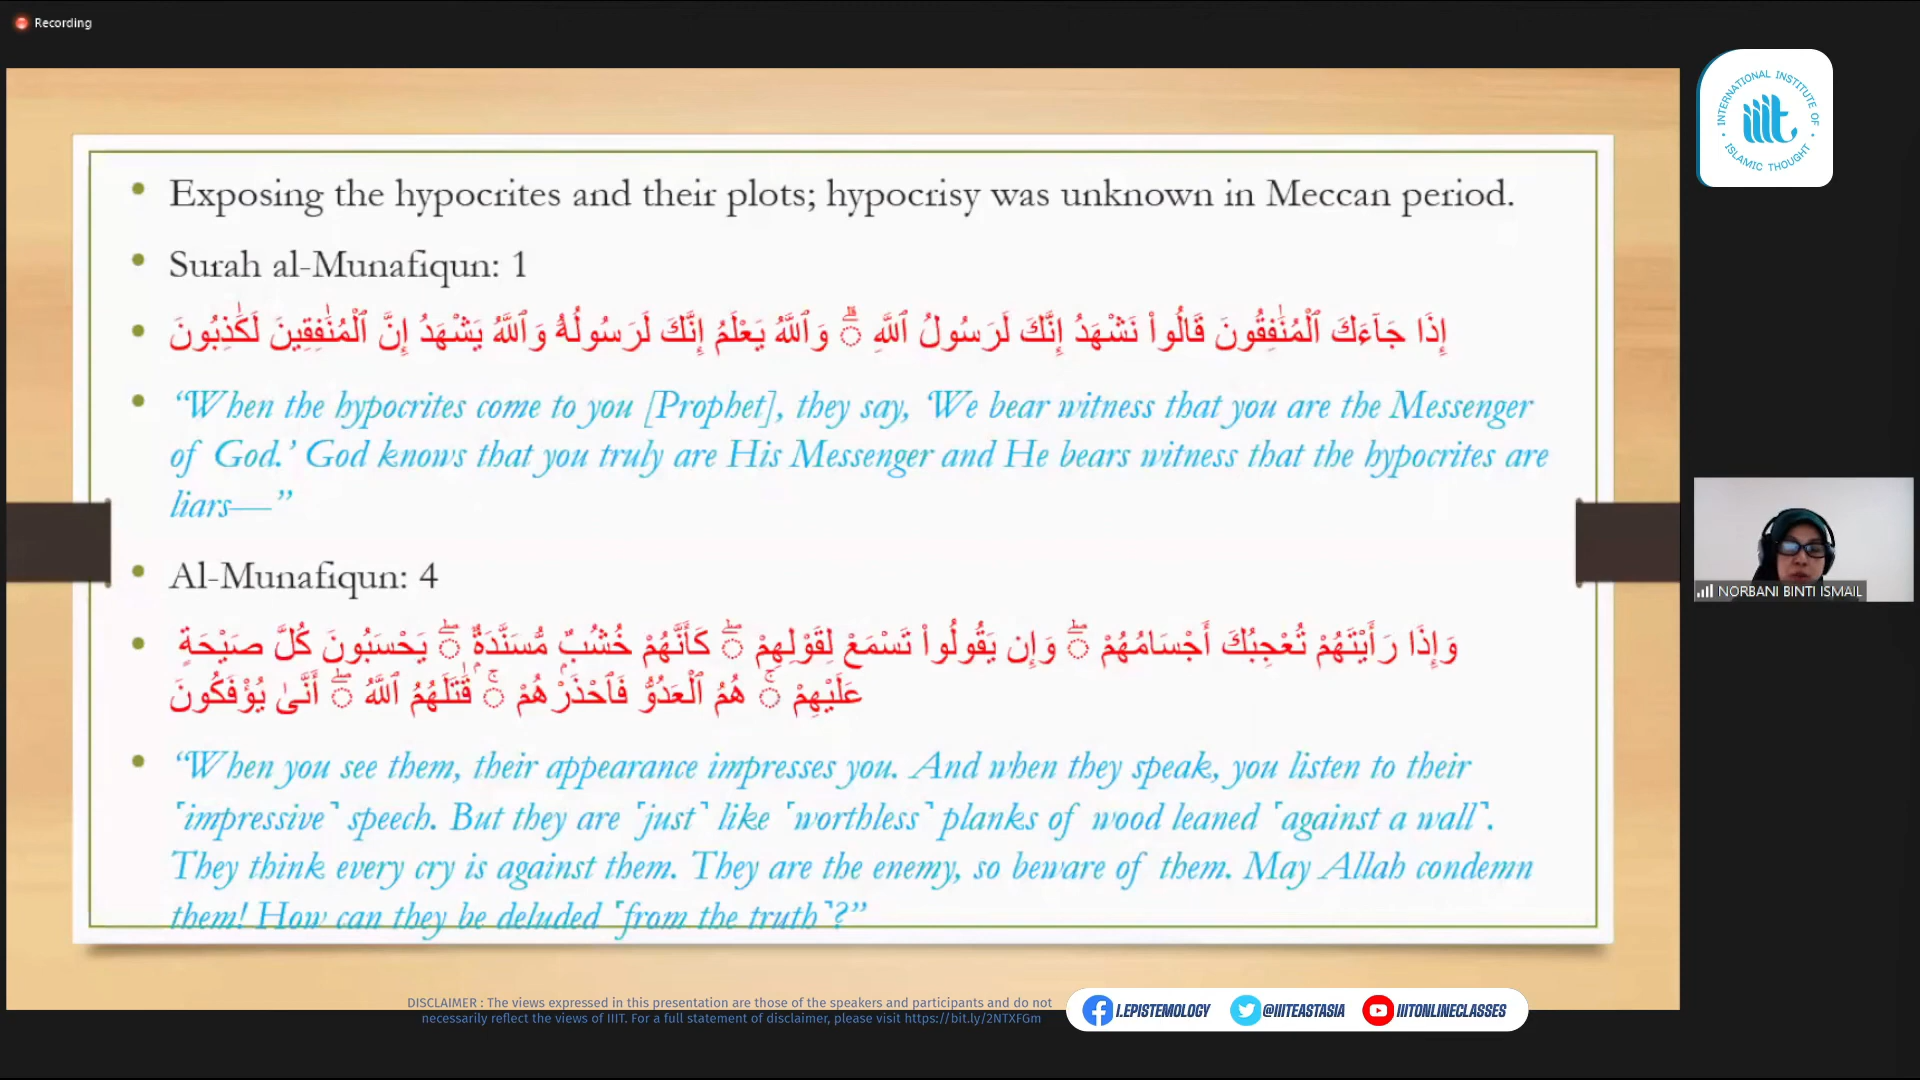 Recording
INTERNATIONAL INSTITUTE OF
iiit
ISLAMIC THOUGHT
Exposing the hypocrites and their plots; hypocrisy was unknown in Meccan period.
Surah al-Munafiqun: 1
إِذَا جَآءَكَ ٱلْمُنَٰفِقُونَ قَالُوا۟ نَشْهَدُ إِنَّكَ لَرَسُولُ ٱللَّهِ ۗ وَٱللَّهُ يَعْلَمُ إِنَّكَ لَرَسُولُهُۥ وَٱللَّهُ يَشْهَدُ إِنَّ ٱلْمُنَٰفِقِينَ لَكَٰذِبُونَ
“When the hypocrites come to you [Prophet], they say, ‘We bear witness that you are the Messenger
of God.’ God knows that you truly are His Messenger and He bears witness that the hypocrites are
liars—”
Al-Munafiqun: 4
وَإِذَا رَأَيْتَهُمْ تُعْجِبُكَ أَجْسَامُهُمْ ۖ وَإِن يَقُولُوا۟ تَسْمَعْ لِقَوْلِهِمْ ۖ كَأَنَّهُمْ خُشُبٌ مُّسَنَّدَةٌ ۖ يَحْسَبُونَ كُلَّ صَيْحَةٍ
عَلَيْهِمْ ۚ هُمُ ٱلْعَدُوُّ فَٱحْذَرْهُمْ ۚ قَٰتَلَهُمُ ٱللَّهُ ۖ أَنَّىٰ يُؤْفَكُونَ
“When you see them, their appearance impresses you. And when they speak, you listen to their
˹impressive˺ speech. But they are ˹just˺ like ˹worthless˺ planks of wood leaned ˹against a wall˺.
They think every cry is against them. They are the enemy, so beware of them. May Allah condemn
them! How can they be deluded ˹from the truth˺?”
NORBANI BINTI ISMAIL
DISCLAIMER : The views expressed in this presentation are those of the speakers and participants and do not
necessarily reflect the views of IIIT. For a full statement of disclaimer, please visit https://bit.ly/2NTXFGm
I.EPISTEMOLOGY @IIITEASTASIA IIITONLINECLASSES